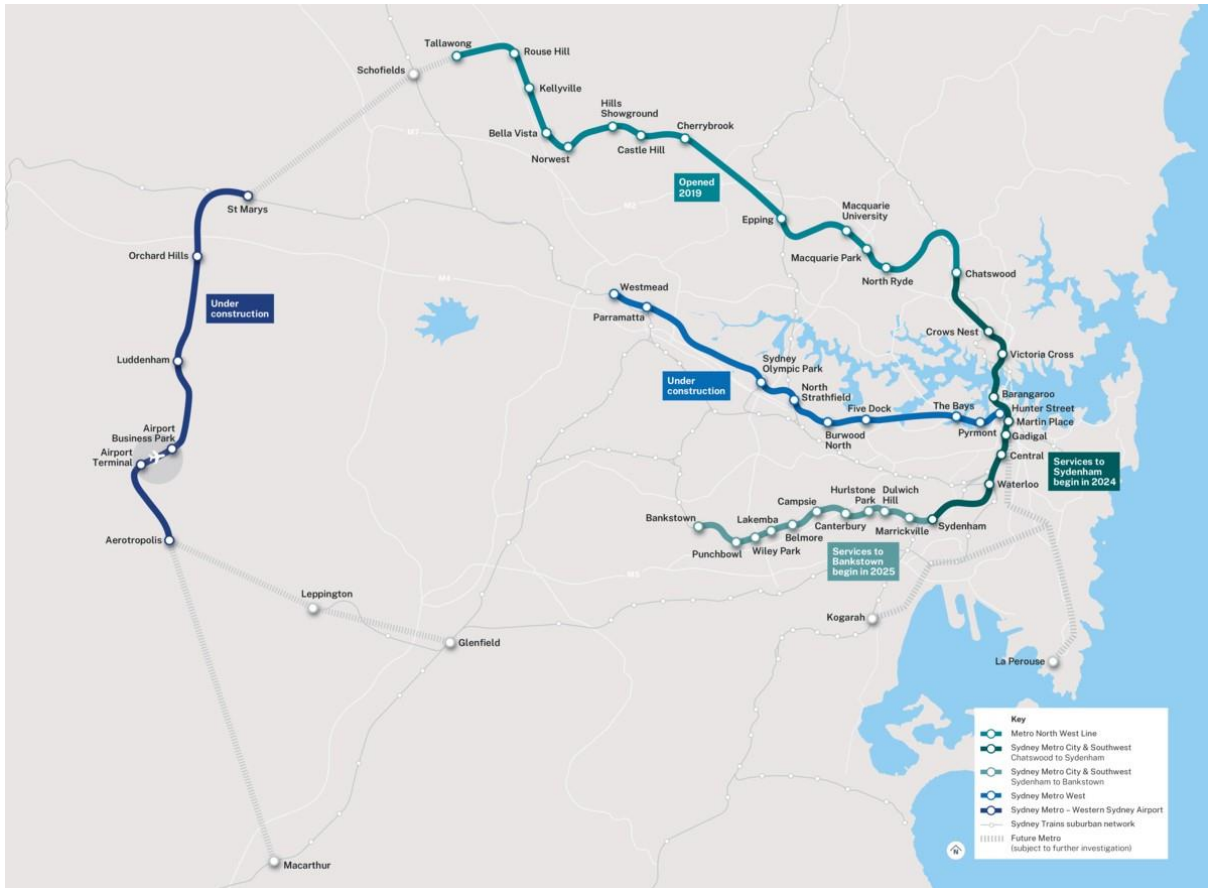 Tallawong
Rouse Hill
Schofields
Kellyville
Hills
Showground
Cherrybrook
Bella Vista
Castle Hill
Norwest
M7
Opened
2019
M2
St Marys
Epping
Macquarie
University
Macquarie Park
North Ryde
Chatswood
Orchard Hills
M4
Under
construction
Westmead
Parramatta
Crows Nest
Victoria Cross
Luddenham
Sydney
Olympic Park
Under
construction
North
Strathfield
Five Dock
The Bays
Barangaroo
Hunter Street
Martin Place
Burwood
North
Pyrmont
Gadigal
Airport
Business Park
Airport
Terminal
Central
Services to
Sydenham
begin in 2024
Waterloo
Bankstown
Campsie
Hurlstone
Park
Dulwich
Hill
Lakemba
Canterbury
Marrickville
Sydenham
Belmore
Punchbowl
Wiley Park
Services to
Bankstown
begin in 2025
M5
Aerotropolis
Leppington
Kogarah
Glenfield
La Perouse
Macarthur
Key
Metro North West Line
Sydney Metro City & Southwest
Chatswood to Sydenham
Sydney Metro City & Southwest
Sydenham to Bankstown
Sydney Metro West
Sydney Metro – Western Sydney Airport
Sydney Trains suburban network
Future Metro
(subject to further investigation)
N